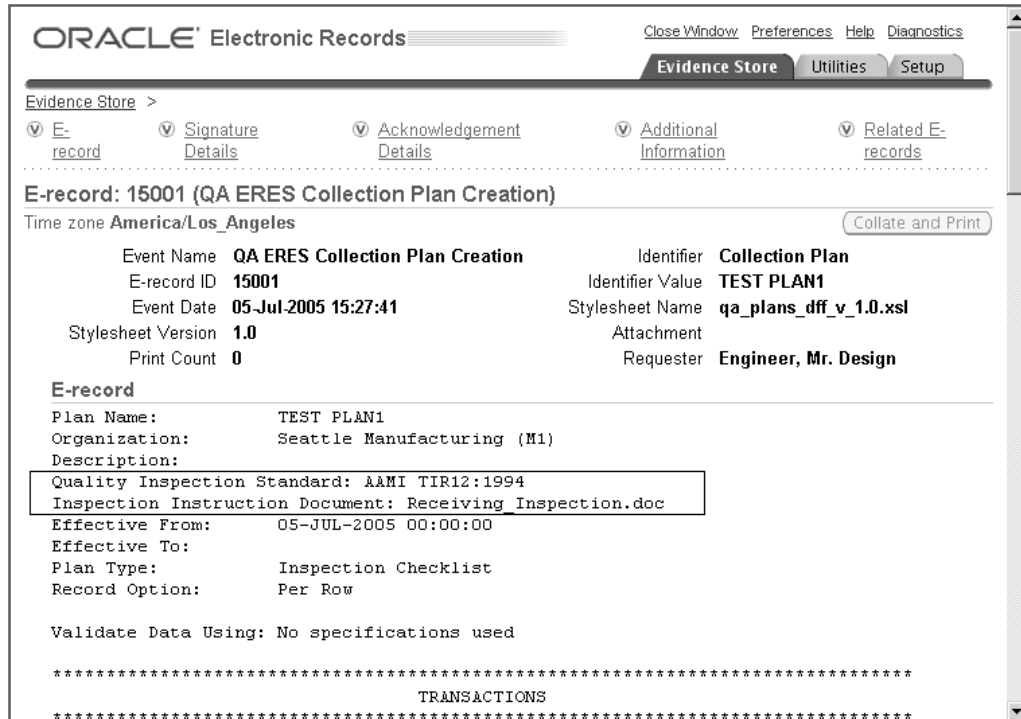 ORACLE Electronic Records
Close Window Preferences Help Diagnostics
Evidence Store Utilities Setup
Evidence Store >
E-record
Signature Details
Acknowledgement Details
Additional Information
Related E-records
E-record: 15001 (QA ERES Collection Plan Creation)
Time zone America/Los_Angeles
Collate and Print
Event Name QA ERES Collection Plan Creation
Identifier Collection Plan
E-record ID 15001
Identifier Value TEST PLAN1
Event Date 05-Jul-2005 15:27:41
Stylesheet Name qa_plans_dff_v_1.0.xsl
Stylesheet Version 1.0
Attachment
Print Count 0
Requester Engineer, Mr. Design
E-record
Plan Name: TEST PLAN1
Organization: Seattle Manufacturing (M1)
Description:
Quality Inspection Standard: AAMI TIR12:1994
Inspection Instruction Document: Receiving_Inspection.doc
Effective From: 05-JUL-2005 00:00:00
Effective To:
Plan Type: Inspection Checklist
Record Option: Per Row
Validate Data Using: No specifications used
********************************************************************************
TRANSACTIONS
********************************************************************************